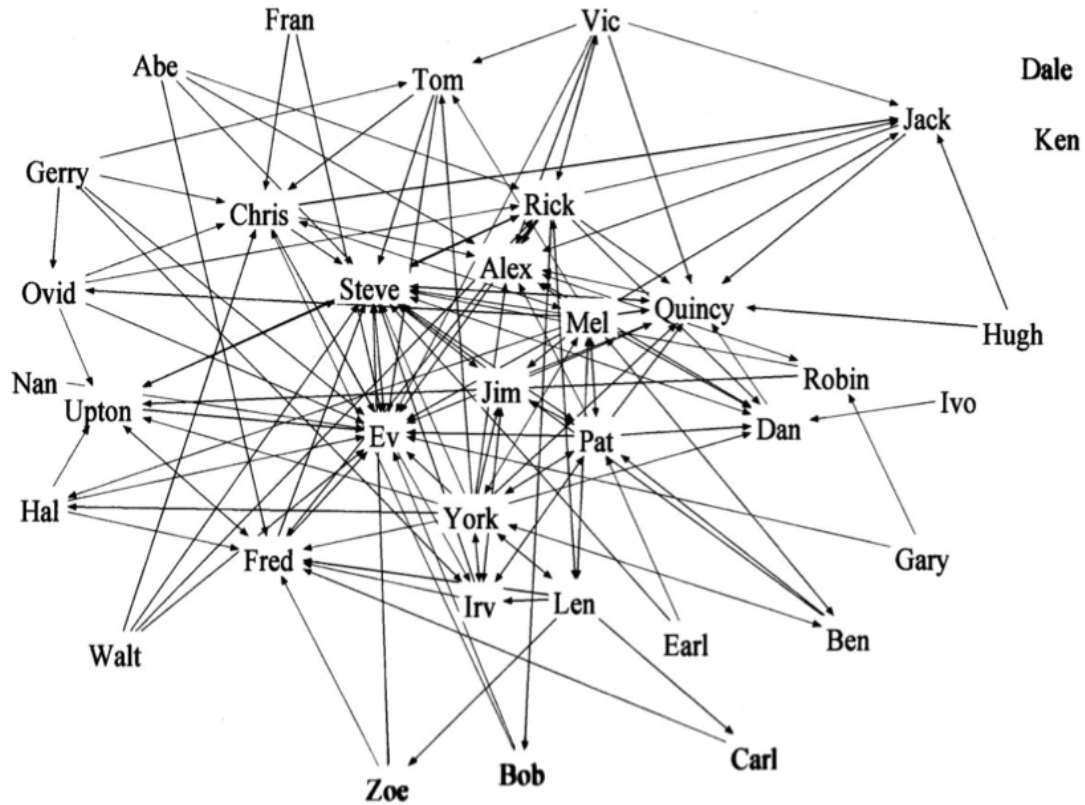 Fran
Vic
Abe
Tom
Dale
Jack
Ken
Gerry
Chris
Rick
Alex
Steve
Ovid
Mel
Quincy
Hugh
Nan
Jim
Robin
Upton
Ivo
Ev
Pat
Dan
Hal
York
Fred
Gary
Irv
Len
Walt
Earl
Ben
Carl
Zoe
Bob